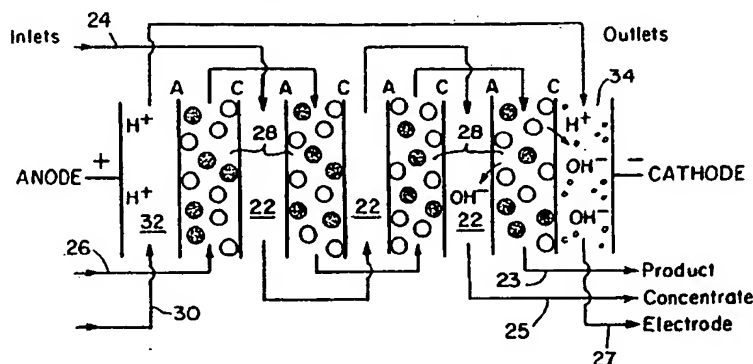 24
Inlets
Outlets
A C A C A C A C 34
H⁺ 28 28 H⁺
ANODE + OH⁻ − CATHODE
H⁺ OH⁻ OH⁻
32 22 22 22
26
23 Product
30 25 Concentrate
Electrode
27